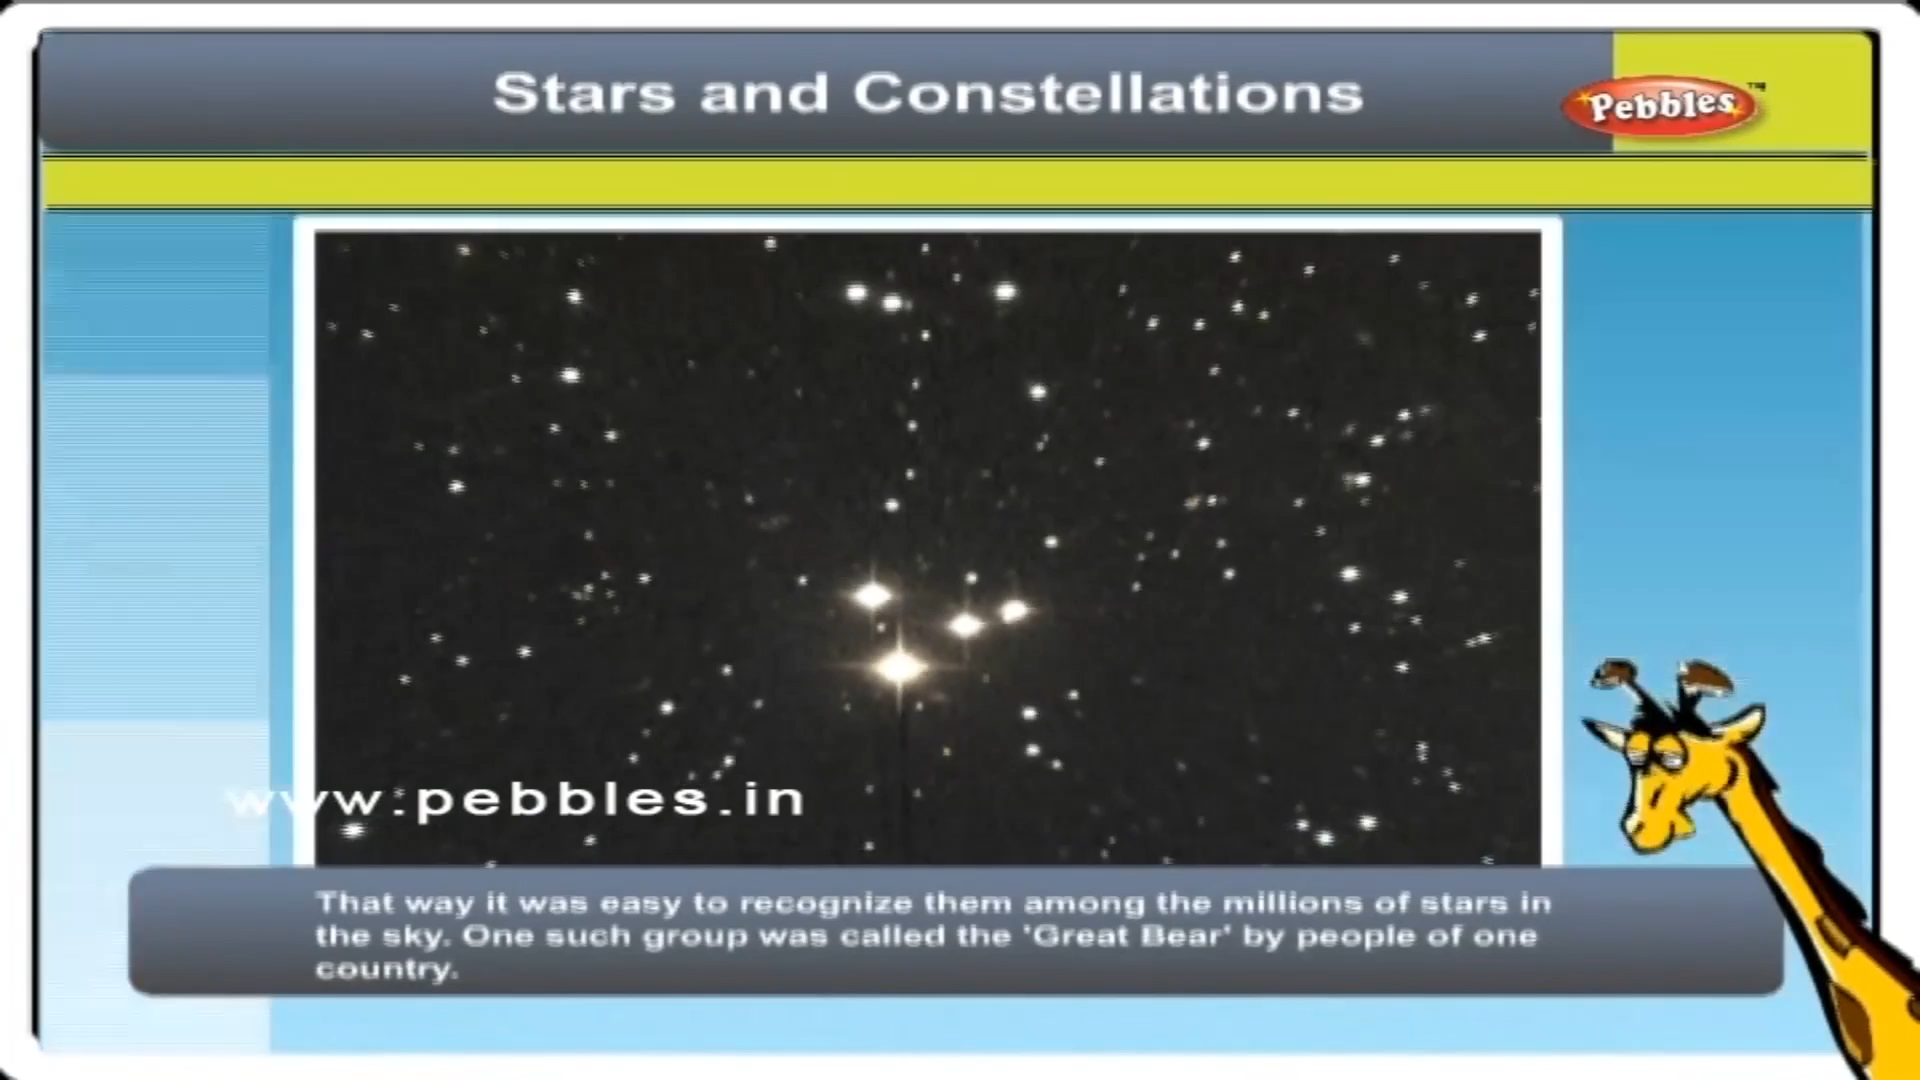 Stars and Constellations
Pebbles™
www.pebbles.in
That way it was easy to recognize them among the millions of stars in
the sky. One such group was called the 'Great Bear' by people of one
country.